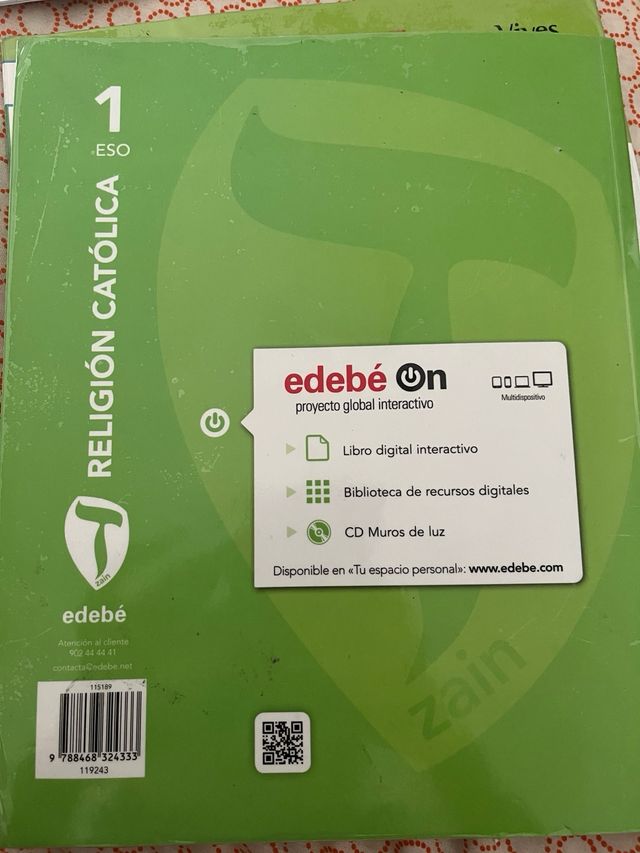 Vives
1
ESO
RELIGIÓN CATÓLICA
zain
edebé
Atención al cliente
902 44 44 41
contacta@edebe.net
115189
9 788468 324333
119243
edebé On
proyecto global interactivo
Multidispositivo
Libro digital interactivo
Biblioteca de recursos digitales
CD Muros de luz
Disponible en «Tu espacio personal»: www.edebe.com
zain